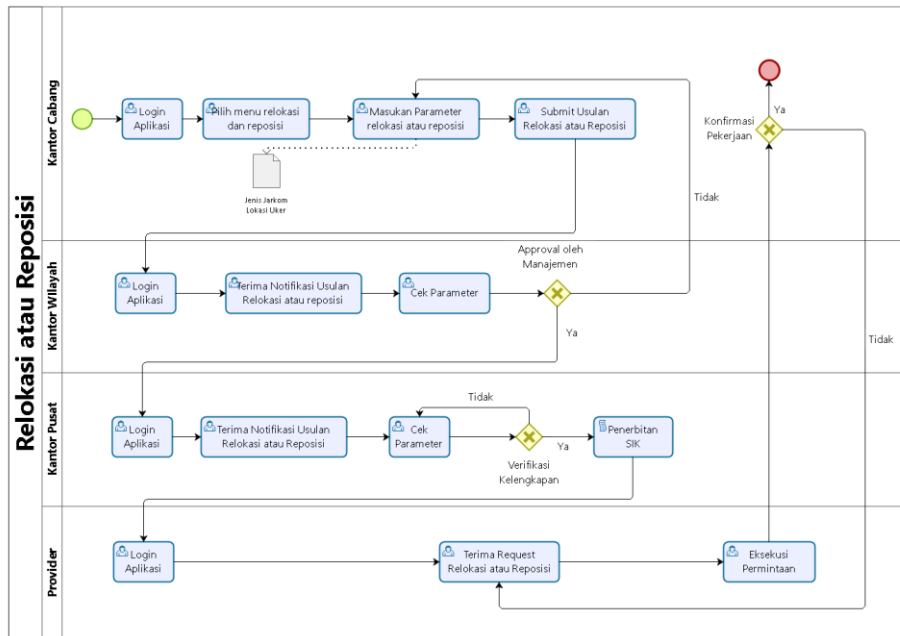 Relokasi atau Reposisi
Kantor Cabang
Login
Aplikasi
Pilih menu relokasi
dan reposisi
Masukan Parameter
relokasi atau reposisi
Submit Usulan
Relokasi atau Reposisi
Jenis Jarkom
Lokasi Uker
Konfirmasi
Pekerjaan
Ya
Tidak
Tidak
Kantor WIlayah
Login
Aplikasi
Terima Notifikasi Usulan
Relokasi atau reposisi
Cek Parameter
Approval oleh
Manajemen
Ya
Kantor Pusat
Login
Aplikasi
Terima Notifikasi Usulan
Relokasi atau Reposisi
Cek
Parameter
Tidak
Verifikasi
Kelengkapan
Ya
Penerbitan
SIK
Provider
Login
Aplikasi
Terima Request
Relokasi atau Reposisi
Eksekusi
Permintaan